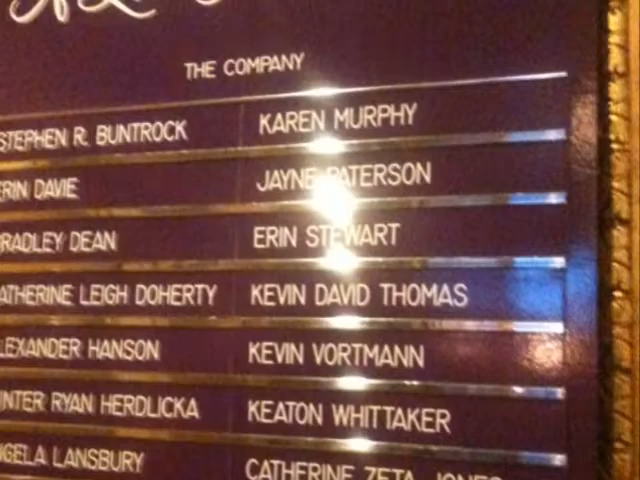 THE COMPANY
STEPHEN R. BUNTROCK
KAREN MURPHY
ERIN DAVIE
JAYNE PATERSON
RADLEY DEAN
ERIN STEWART
ATHERINE LEIGH DOHERTY
KEVIN DAVID THOMAS
LEXANDER HANSON
KEVIN VORTMANN
UNTER RYAN HERDLICKA
KEATON WHITTAKER
NGELA LANSBURY
CATHERINE ZETA-JONES